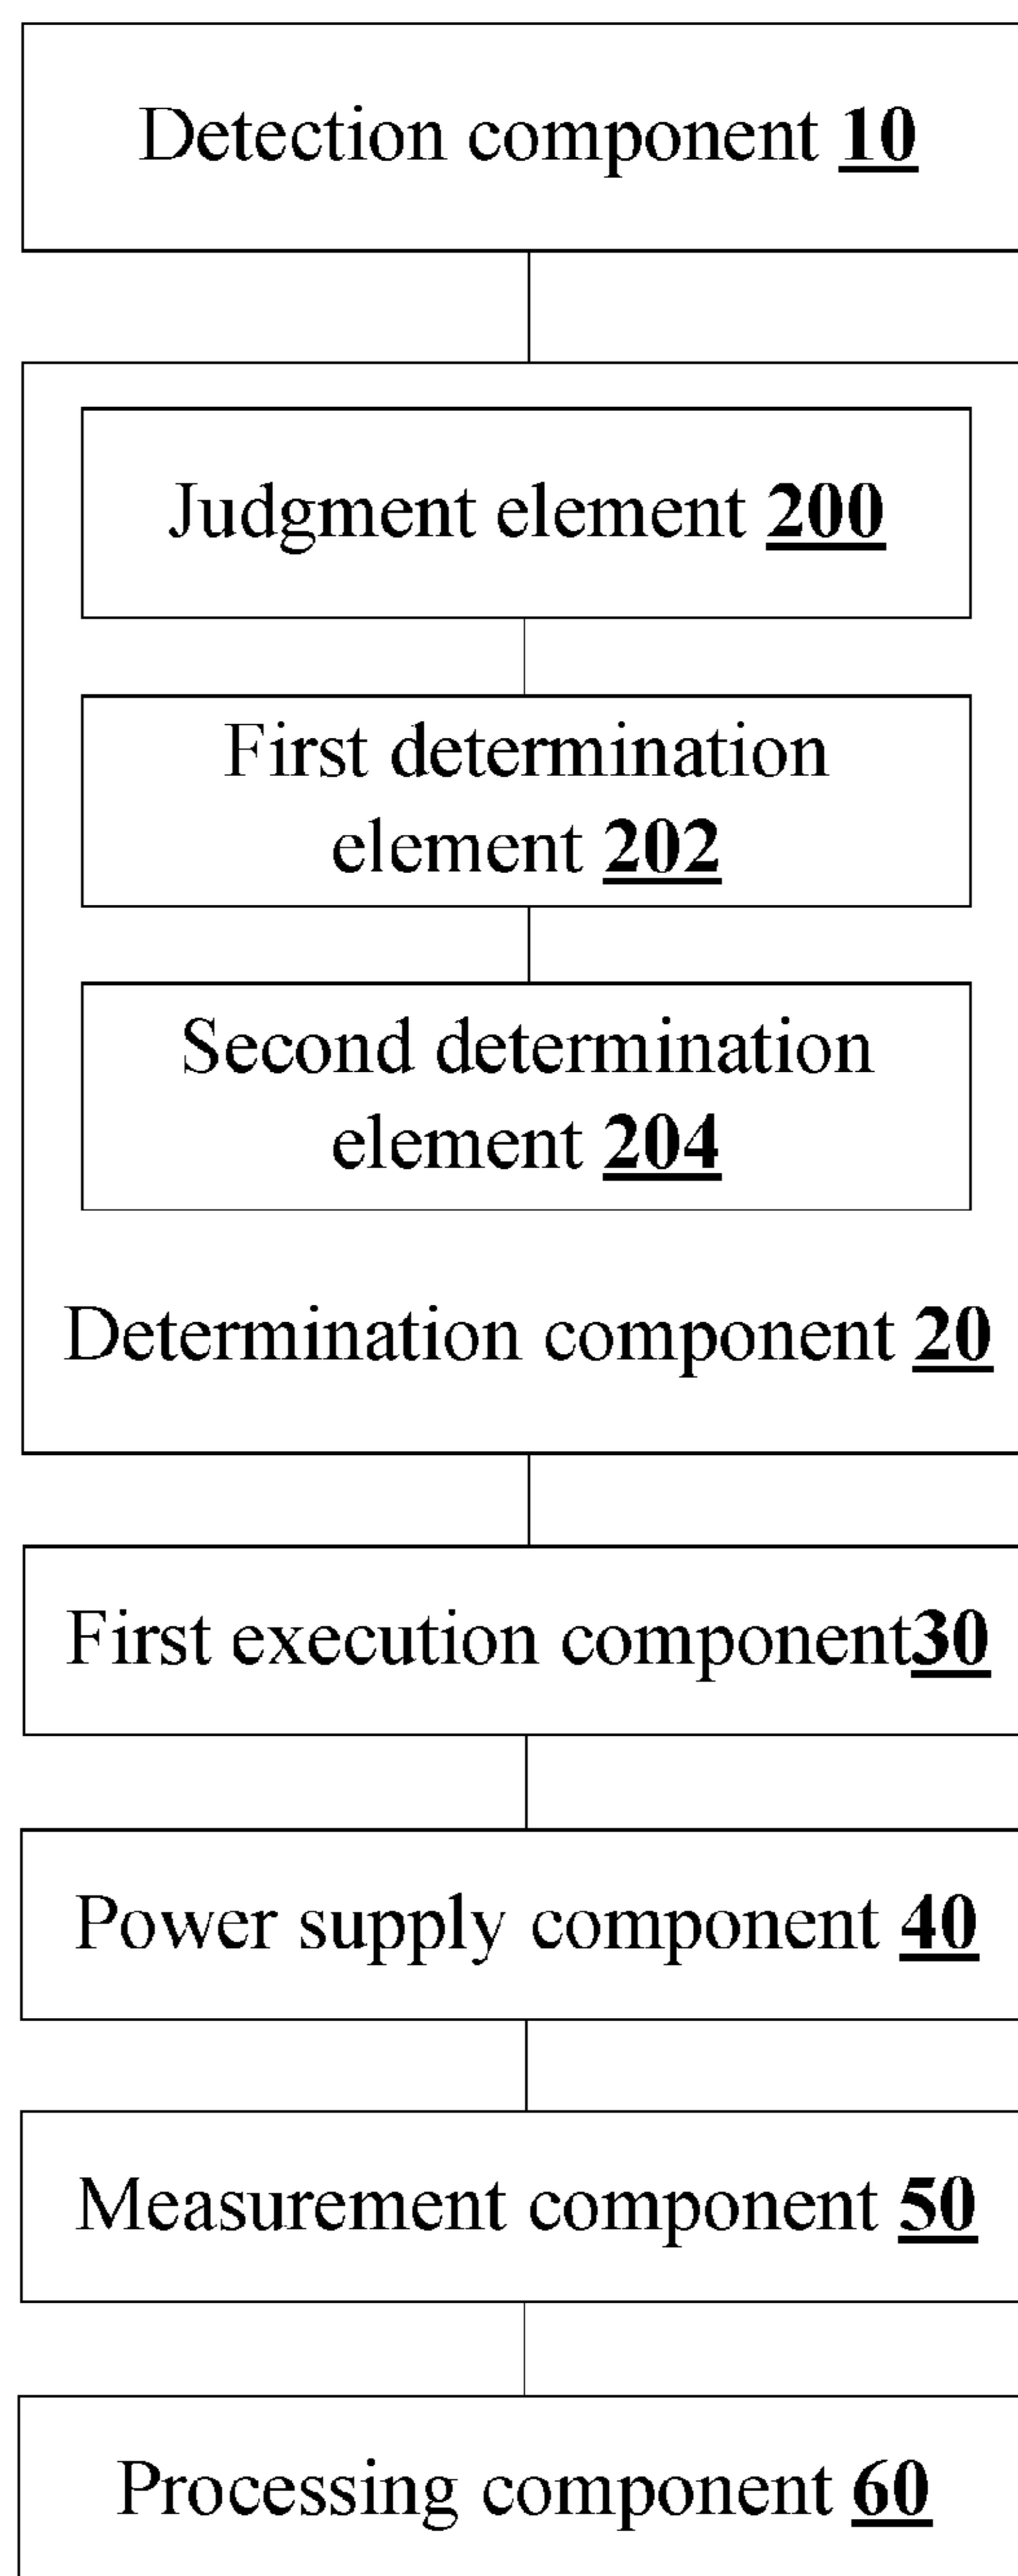 Detection component 10
Judgment element 200
First determination
element 202
Second determination
element 204
Determination component 20
First execution component30
Power supply component 40
Measurement component 50
Processing component 60